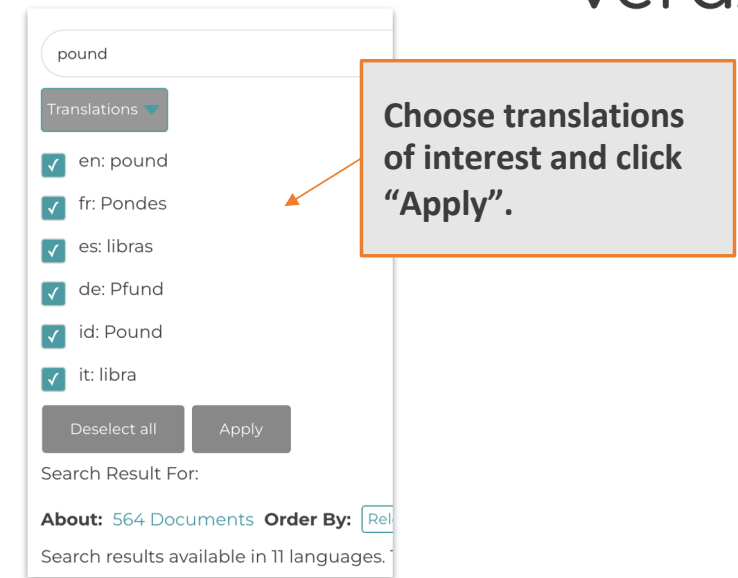 pound
Translations
en: pound
fr: Pondes
es: libras
de: Pfund
id: Pound
it: libra
Deselect all Apply
Search Result For:
About: 564 Documents Order By:
Search results available in 11 languages.
Choose translations
of interest and click
“Apply”.